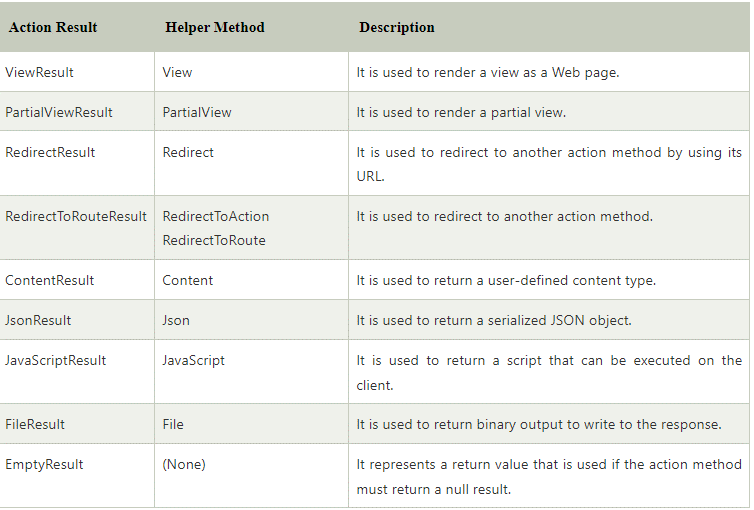 Action Result Helper Method Description
ViewResult View It is used to render a view as a Web page.
PartialViewResult PartialView It is used to render a partial view.
RedirectResult Redirect It is used to redirect to another action method by using its
URL.
RedirectToRouteResult RedirectToAction It is used to redirect to another action method.
RedirectToRoute
ContentResult Content It is used to return a user-defined content type.
JsonResult Json It is used to return a serialized JSON object.
JavaScriptResult JavaScript It is used to return a script that can be executed on the
client.
FileResult File It is used to return binary output to write to the response.
EmptyResult (None) It represents a return value that is used if the action method
must return a null result.